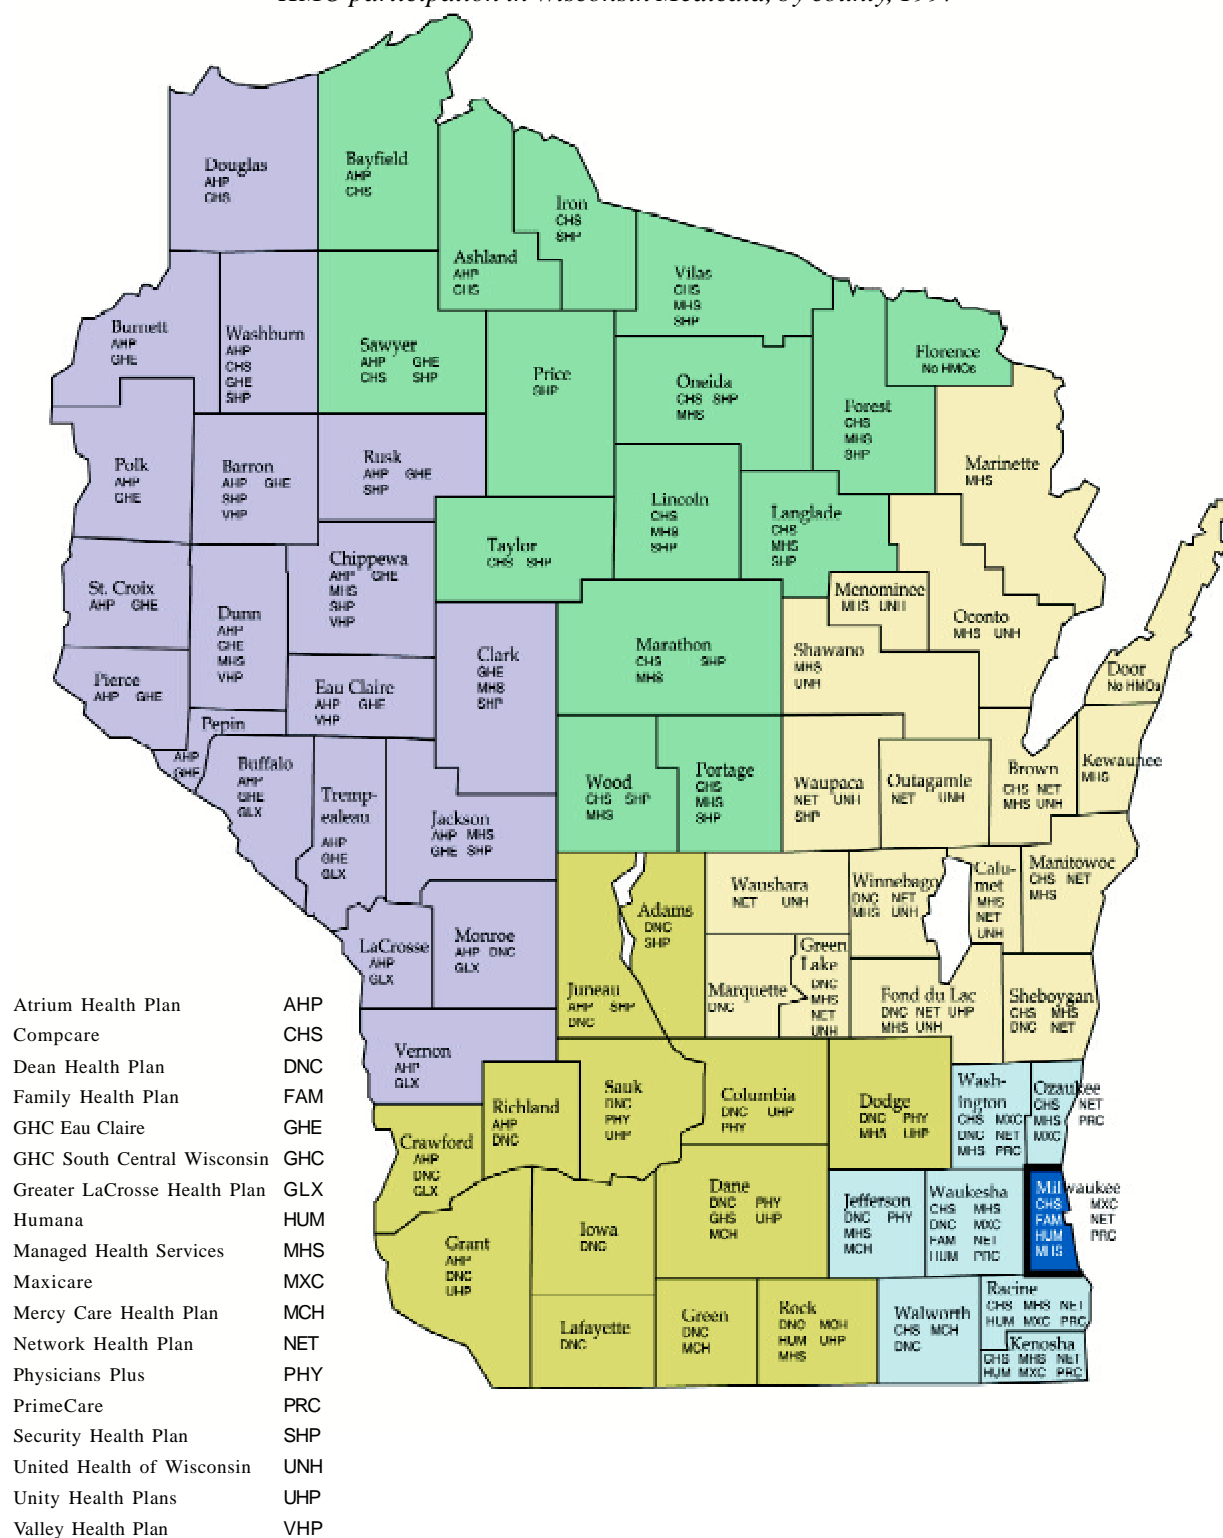 HMO participation in Wisconsin Medicaid, by county, 1997
Douglas
AHP
CHS
Bayfield
AHP
CHS
Iron
CHS
SHP
Ashland
AHP
CHS
Vilas
CHS
MHS
SHP
Burnett
AHP
GHE
Washburn
AHP
CHS
GHE
SHP
Sawyer
AHP GHE
CHS SHP
Price
SHP
Oneida
CHS SHP
MHS
Florence
No HMOs
Forest
CHS
MHS
SHP
Marinette
MHS
Polk
AHP
GHE
Barron
AHP GHE
SHP
VHP
Rusk
AHP GHE
SHP
Lincoln
CHS
MHS
SHP
Langlade
CHS
MHS
SHP
Taylor
CHS SHP
Chippewa
AHP GHE
MHS
SHP
VHP
St. Croix
AHP GHE
Dunn
AHP
GHE
MHS
VHP
Menominee
MHS UNH
Oconto
MHS UNH
Marathon
CHS SHP
MHS
Shawano
MHS
UNH
Clark
GHE
MHS
SHP
Door
No HMOs
Pierce
AHP GHE
Eau Claire
AHP GHE
VHP
Pepin
AHP
GHE
Buffalo
AHP
GHE
GLX
Tremp-
ealeau
AHP
GHE
GLX
Jackson
AHP MHS
GHE SHP
Wood
CHS SHP
MHS
Portage
CHS
MHS
SHP
Waupaca
NET UNH
SHP
Outagamie
NET UNH
Brown
CHS NET
MHS UNH
Kewaunee
MHS
Waushara
NET UNH
Winnebago
DNC NET
MHS UNH
Calu-
met
MHS
NET
UNH
Manitowoc
CHS NET
MHS
Adams
DNC
SHP
LaCrosse
AHP
GLX
Monroe
AHP DNC
GLX
Juneau
AHP SHP
DNC
Marquette
DNC
Green
Lake
DNC
MHS
NET
UNH
Fond du Lac
DNC NET UHP
MHS UNH
Sheboygan
CHS MHS
DNC NET
Vernon
AHP
GLX
Richland
AHP
DNC
Sauk
DNC
PHY
UHP
Columbia
DNC UHP
PHY
Dodge
DNC PHY
MHS UHP
Wash-
ington
CHS MXC
DNC NET
MHS PRC
Ozaukee
CHS NET
MHS PRC
MXC
Crawford
AHP
DNC
GLX
Grant
AHP
DNC
UHP
Iowa
DNC
Dane
DNC PHY
GHS UHP
MCH
Jefferson
DNC PHY
MHS
MCH
Waukesha
CHS MHS
DNC MXC
FAM NET
HUM PRC
Milwaukee
CHS MXC
FAM NET
HUM PRC
MHS
Lafayette
DNC
Green
DNC
MCH
Rock
DNC MCH
HUM UHP
MHS
Walworth
CHS MCH
DNC
Racine
CHS MHS NET
HUM MXC PRC
Kenosha
CHS MHS NET
HUM MXC PRC
Atrium Health Plan AHP
Compcare CHS
Dean Health Plan DNC
Family Health Plan FAM
GHC Eau Claire GHE
GHC South Central Wisconsin GHC
Greater LaCrosse Health Plan GLX
Humana HUM
Managed Health Services MHS
Maxicare MXC
Mercy Care Health Plan MCH
Network Health Plan NET
Physicians Plus PHY
PrimeCare PRC
Security Health Plan SHP
United Health of Wisconsin UNH
Unity Health Plans UHP
Valley Health Plan VHP